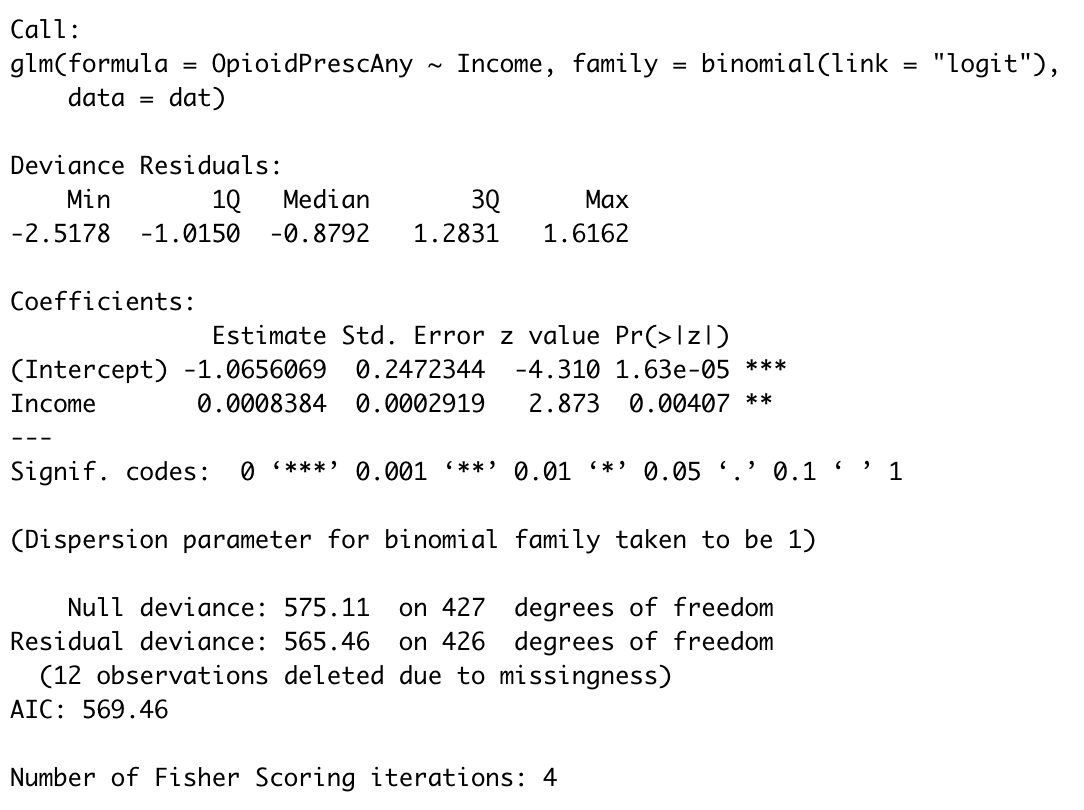 Call:
glm(formula = OpioidPrescAny ~ Income, family = binomial(link = "logit"),
    data = dat)

Deviance Residuals:
    Min       1Q   Median       3Q      Max
-2.5178  -1.0150  -0.8792   1.2831   1.6162

Coefficients:
              Estimate Std. Error z value Pr(>|z|)
(Intercept) -1.0656069  0.2472344  -4.310 1.63e-05 ***
Income       0.0008384  0.0002919   2.873  0.00407 **
---
Signif. codes:  0 ‘***’ 0.001 ‘**’ 0.01 ‘*’ 0.05 ‘.’ 0.1 ‘ ’ 1

(Dispersion parameter for binomial family taken to be 1)

    Null deviance: 575.11  on 427  degrees of freedom
Residual deviance: 565.46  on 426  degrees of freedom
  (12 observations deleted due to missingness)
AIC: 569.46

Number of Fisher Scoring iterations: 4